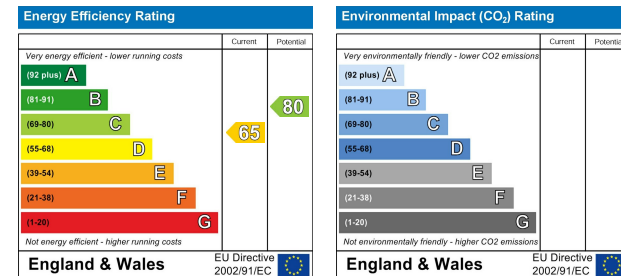 Energy Efficiency Rating
Current Potential
Very energy efficient - lower running costs
(92 plus) A
(81-91) B
80
(69-80) C
65
(55-68) D
(39-54) E
(21-38) F
(1-20) G
Not energy efficient - higher running costs
England & Wales
EU Directive
2002/91/EC
Environmental Impact (CO₂) Rating
Current Potentia
Very environmentally friendly - lower CO2 emissions
(92 plus) A
(81-91) B
(69-80) C
(55-68) D
(39-54) E
(21-38) F
(1-20) G
Not environmentally friendly - higher CO2 emissions
England & Wales
EU Directive
2002/91/EC